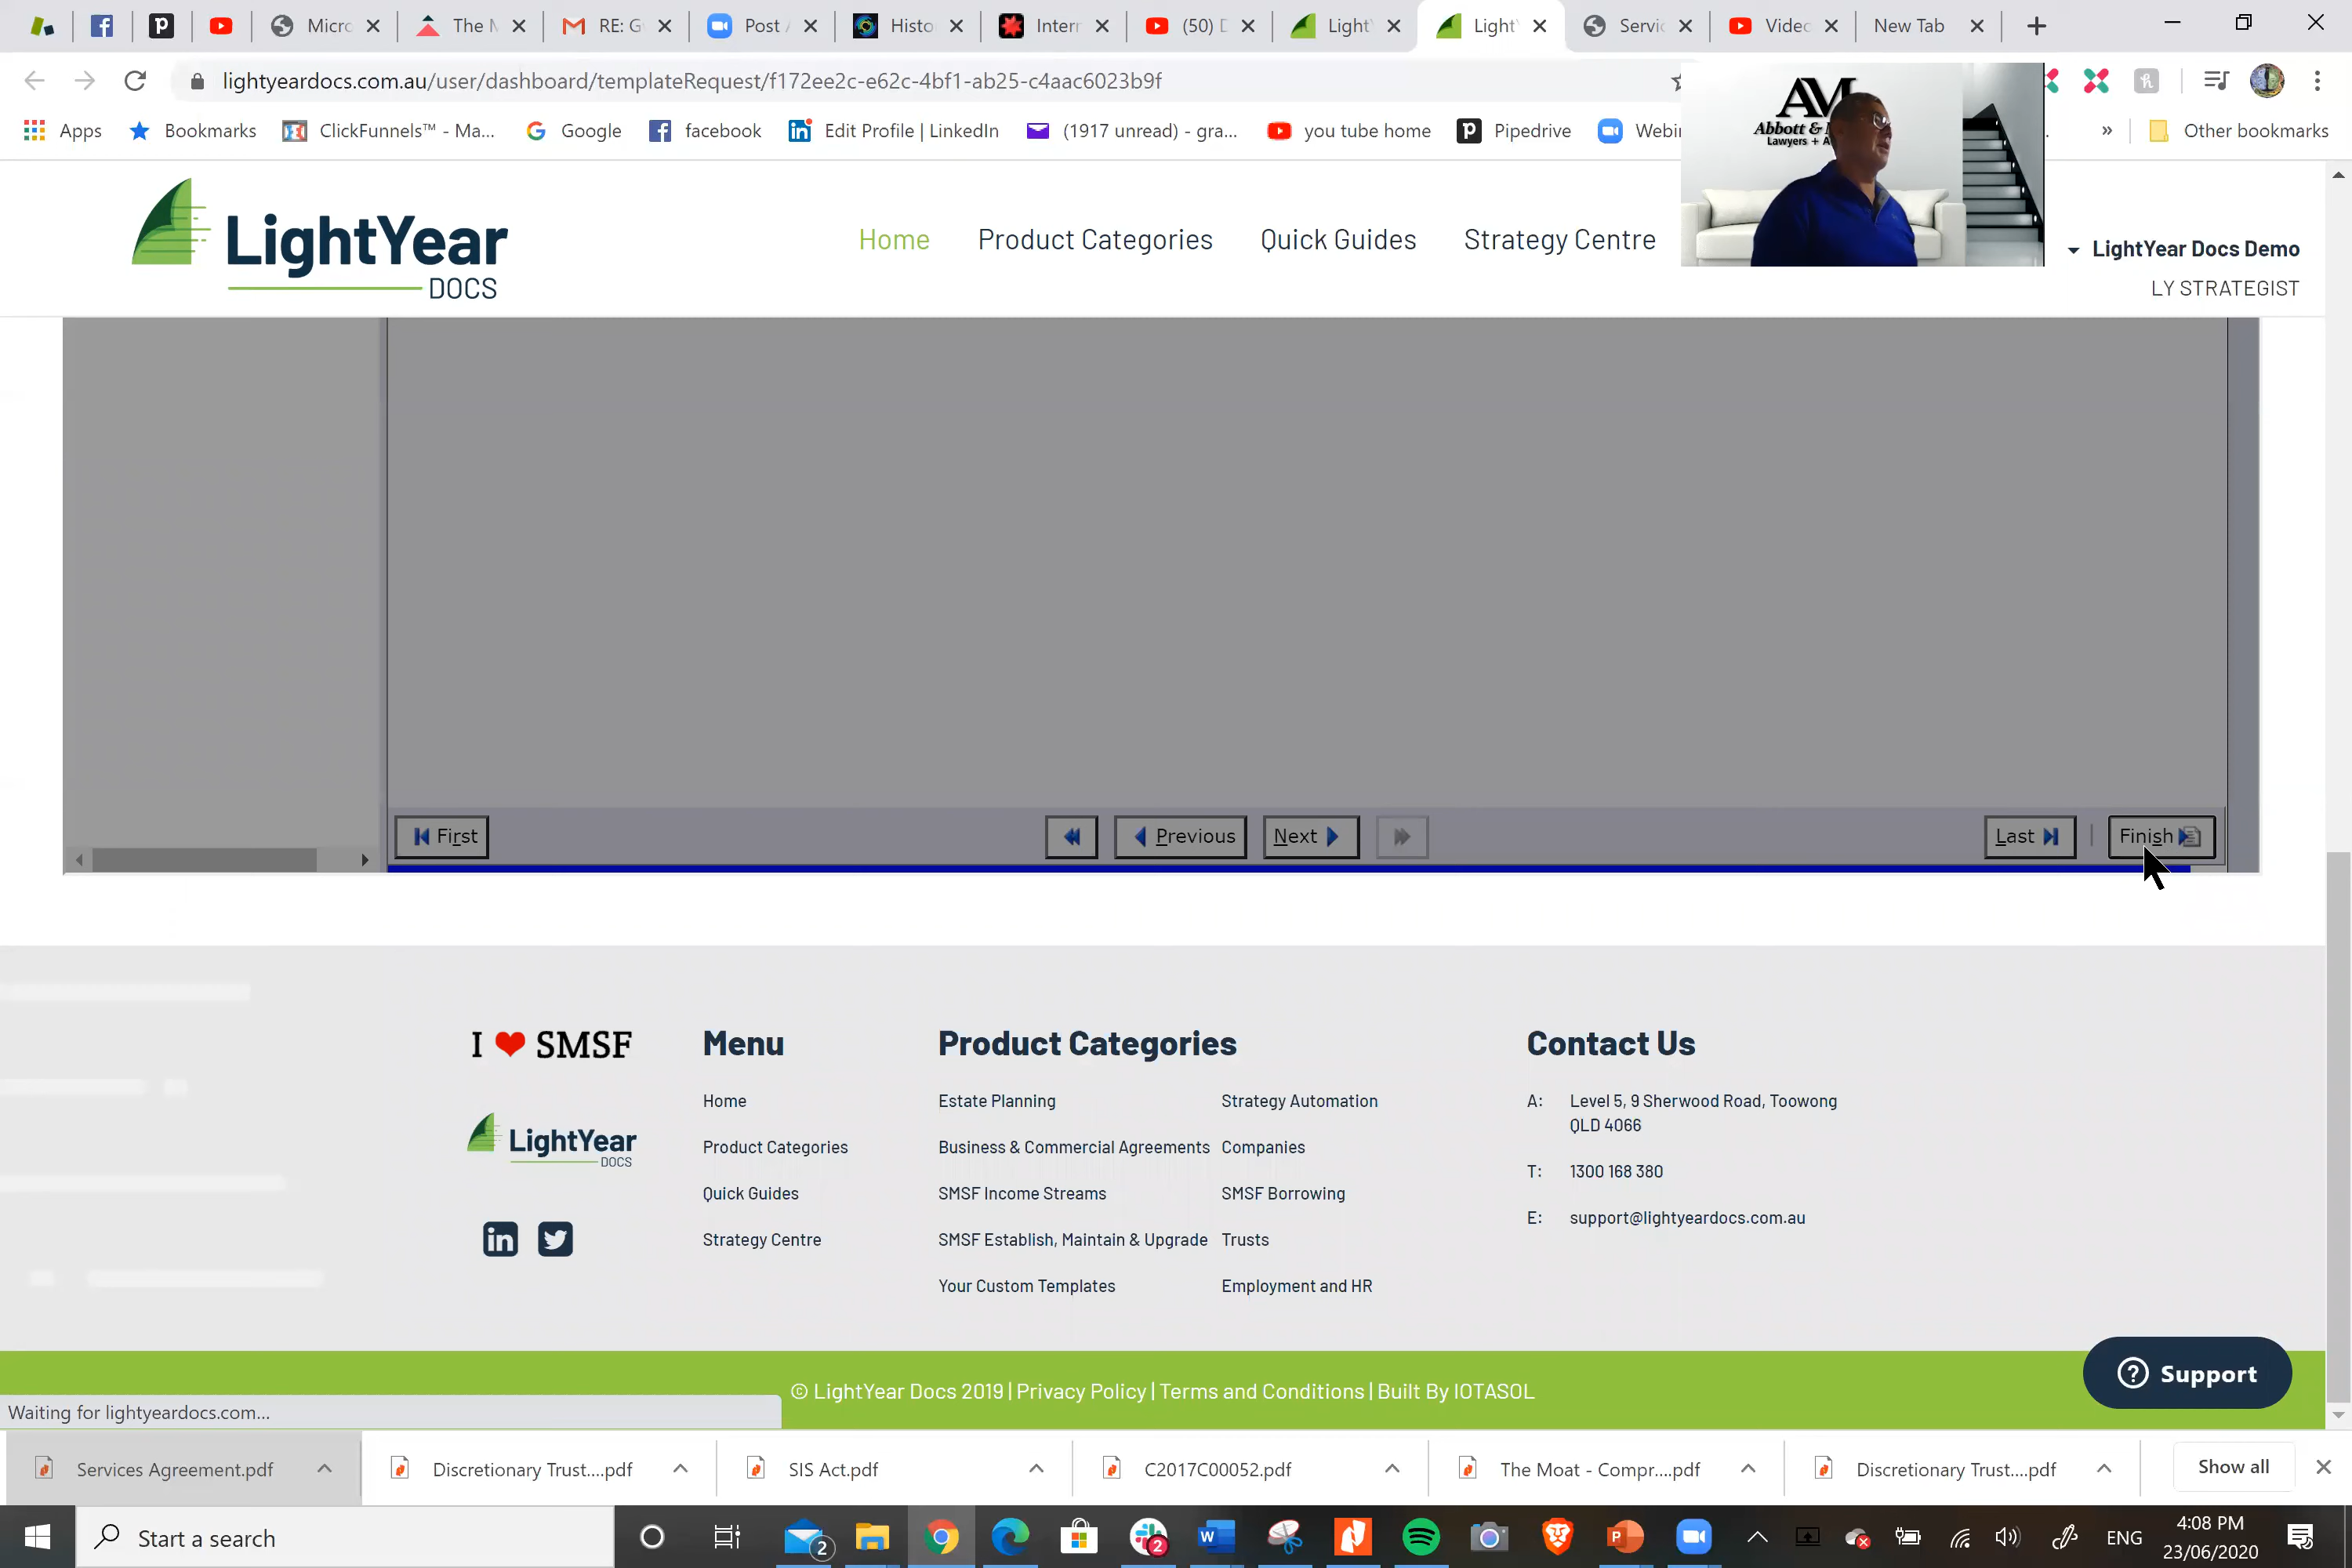 Micro
The M
RE: G
Post /
Histo
Interr
(50) D
Light
Light
Servic
Videc
New Tab
lightyeardocs.com.au/user/dashboard/templateRequest/f172ee2c-e62c-4bf1-ab25-c4aac6023b9f
Apps
Bookmarks
ClickFunnels™ - Ma...
Google
facebook
Edit Profile | LinkedIn
(1917 unread) - gra...
you tube home
Pipedrive
Webi
»
Other bookmarks
AM
Abbott &
Lawyers + A
LightYear
DOCS
Home
Product Categories
Quick Guides
Strategy Centre
LightYear Docs Demo
LY STRATEGIST
First
Previous
Next
Last
|
Finish
I ❤ SMSF
LightYear
DOCS
Menu
Home
Product Categories
Quick Guides
Strategy Centre
Product Categories
Estate Planning
Business & Commercial Agreements
SMSF Income Streams
SMSF Establish, Maintain & Upgrade
Your Custom Templates
Strategy Automation
Companies
SMSF Borrowing
Trusts
Employment and HR
Contact Us
A: Level 5, 9 Sherwood Road, Toowong
QLD 4066
T: 1300 168 380
E: support@lightyeardocs.com.au
© LightYear Docs 2019 | Privacy Policy | Terms and Conditions | Built By IOTASOL
Support
Waiting for lightyeardocs.com...
Services Agreement.pdf
Discretionary Trust....pdf
SIS Act.pdf
C2017C00052.pdf
The Moat - Compr....pdf
Discretionary Trust....pdf
Show all
Start a search
2
2
ENG
4:08 PM
23/06/2020